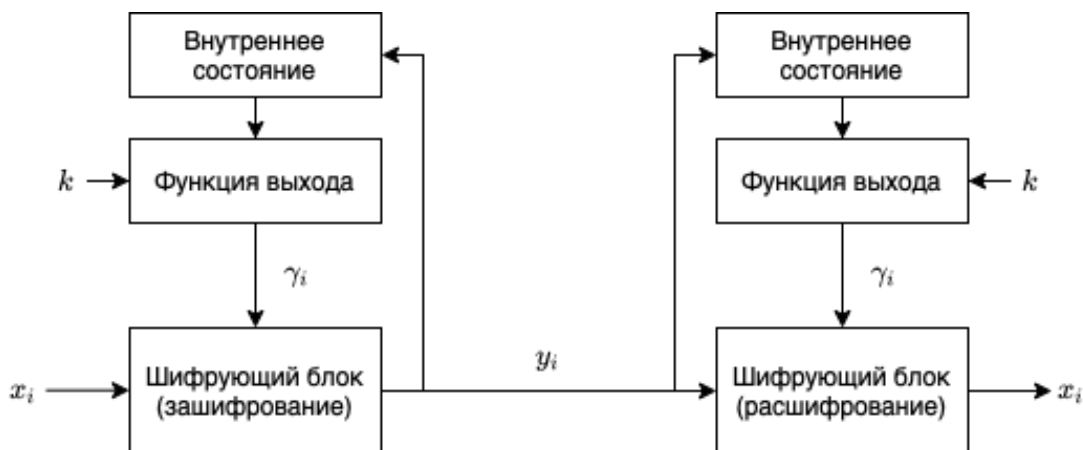 Внутреннее
состояние
Внутреннее
состояние
k
Функция выхода
Функция выхода
k
γi
γi
xi
Шифрующий блок
(зашифрование)
yi
Шифрующий блок
(расшифрование)
xi